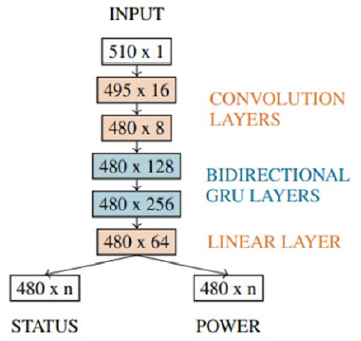 INPUT
510 x 1
495 x 16
CONVOLUTION
LAYERS
480 x 8
480 x 128
BIDIRECTIONAL
GRU LAYERS
480 x 256
480 x 64
LINEAR LAYER
480 x n
480 x n
STATUS
POWER